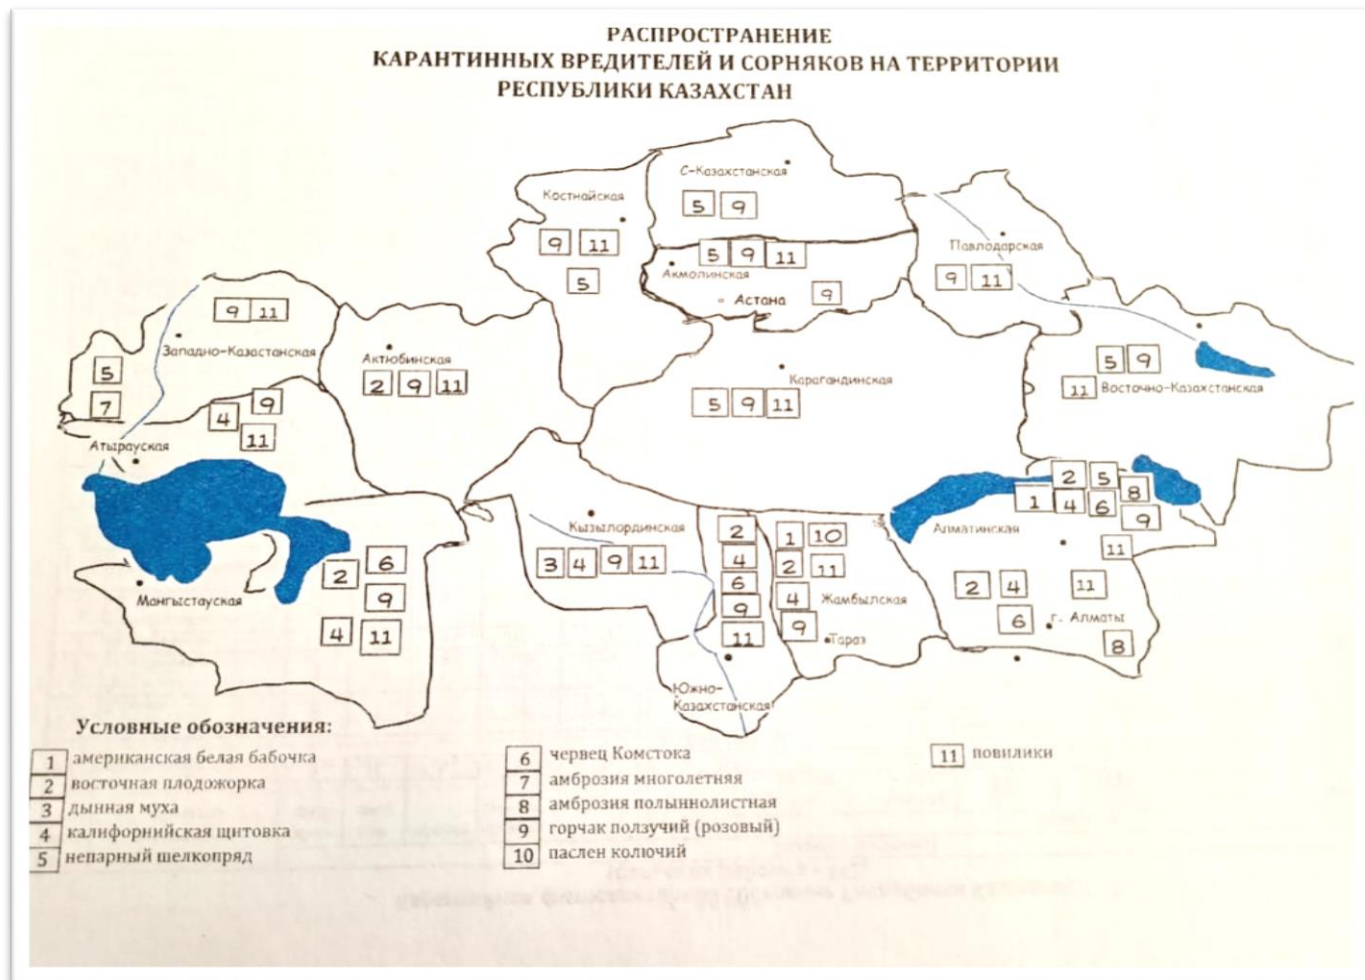 РАСПРОСТРАНЕНИЕ
КАРАНТИННЫХ ВРЕДИТЕЛЕЙ И СОРНЯКОВ НА ТЕРРИТОРИИ
РЕСПУБЛИКИ КАЗАХСТАН
С-Казахстанская
5 9
Костнайская
9 11
5
5 9 11
Акмолинская
Астана 9
Павлодарская
9 11
9 11
Западно-Казастанская
5
7
Актюбинская
2 9 11
Карагандинская
5 9 11
5 9
11 Восточно-Казахстанская
4 9
11
Атырауская
Кызылординская
3 4 9 11
2
4
6
9
11
Южно-
Казахстанская
1 10
2 11
4 Жамбылская
9 Тараз
2 5 8
1 4 6
9
Алматинская
11
2 4 11
6 г. Алматы
8
2 6
9
Мангыстауская
4 11
Условные обозначения:
1 американская белая бабочка
2 восточная плодожорка
3 дынная муха
4 калифорнийская щитовка
5 непарный шелкопряд
6 червец Комстока
7 амброзия многолетняя
8 амброзия полыннолистная
9 горчак ползучий (розовый)
10 паслен колючий
11 повилики